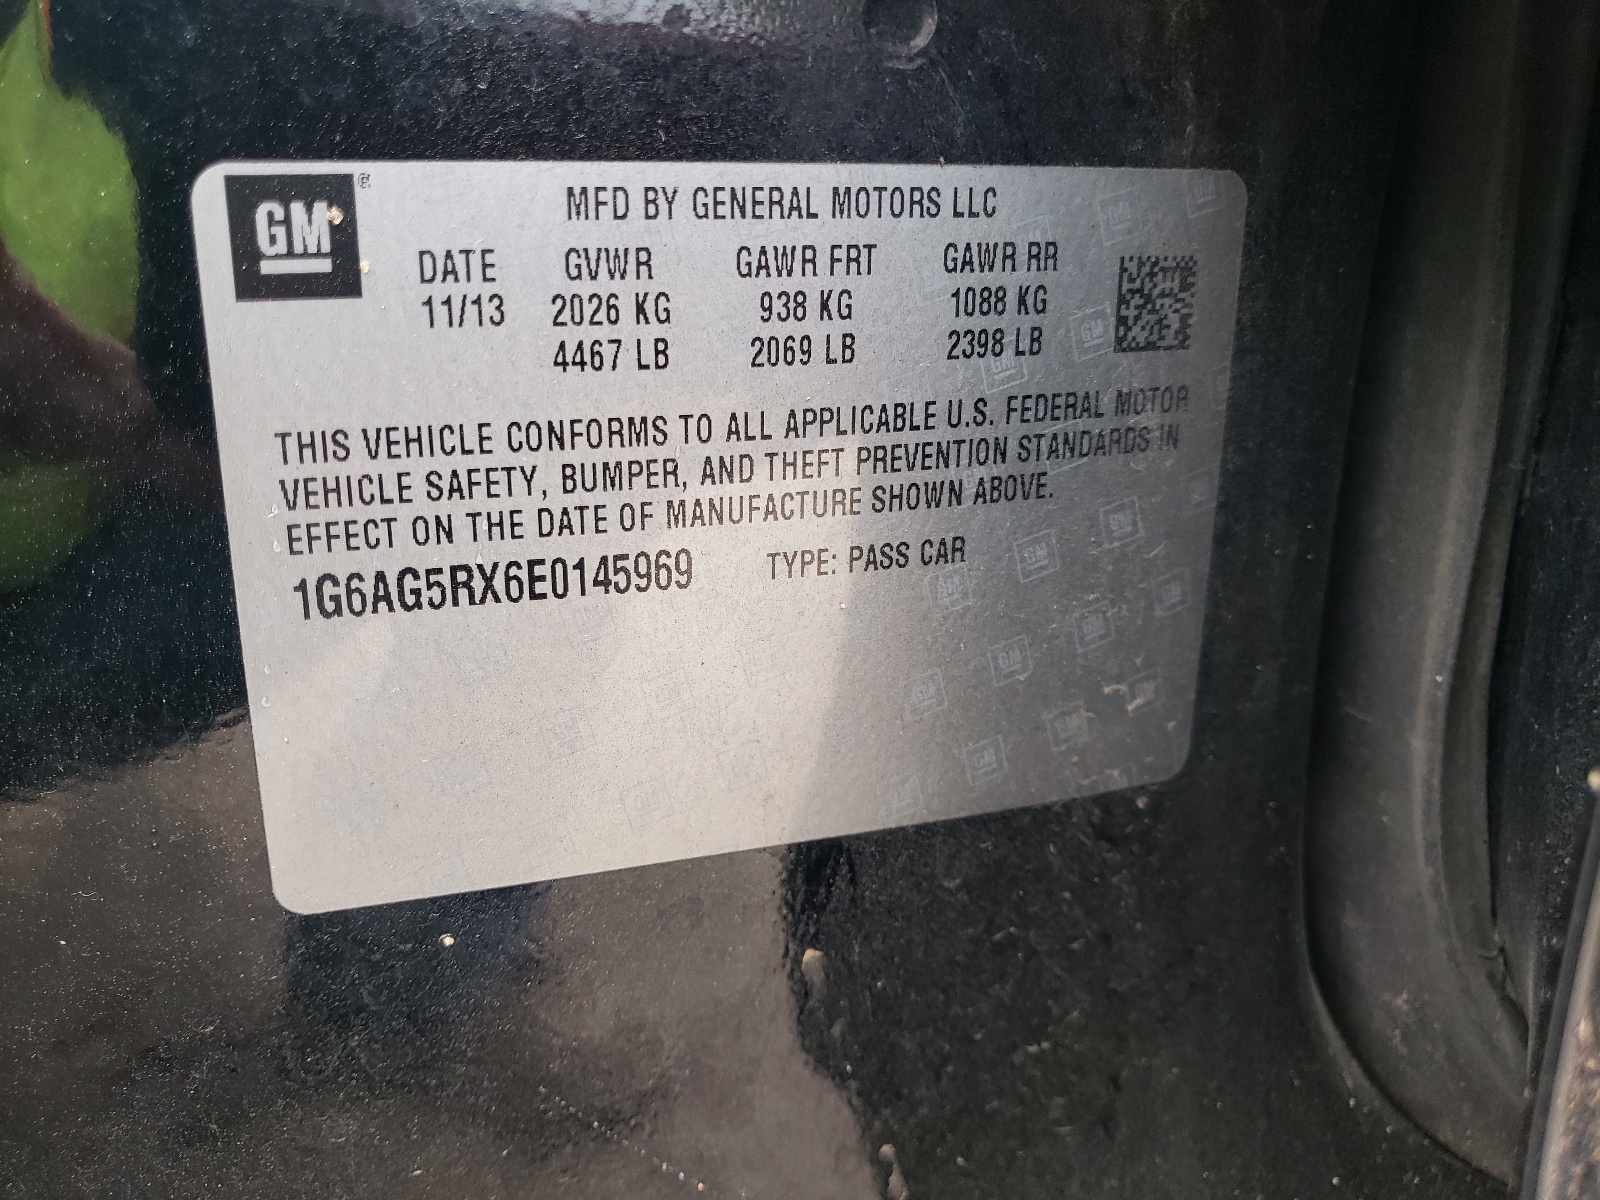 GM ®
MFD BY GENERAL MOTORS LLC
DATE GVWR GAWR FRT GAWR RR
11/13 2026 KG 938 KG 1088 KG
4467 LB 2069 LB 2398 LB
THIS VEHICLE CONFORMS TO ALL APPLICABLE U.S. FEDERAL MOTOR
VEHICLE SAFETY, BUMPER, AND THEFT PREVENTION STANDARDS IN
EFFECT ON THE DATE OF MANUFACTURE SHOWN ABOVE.
1G6AG5RX6E0145969 TYPE: PASS CAR